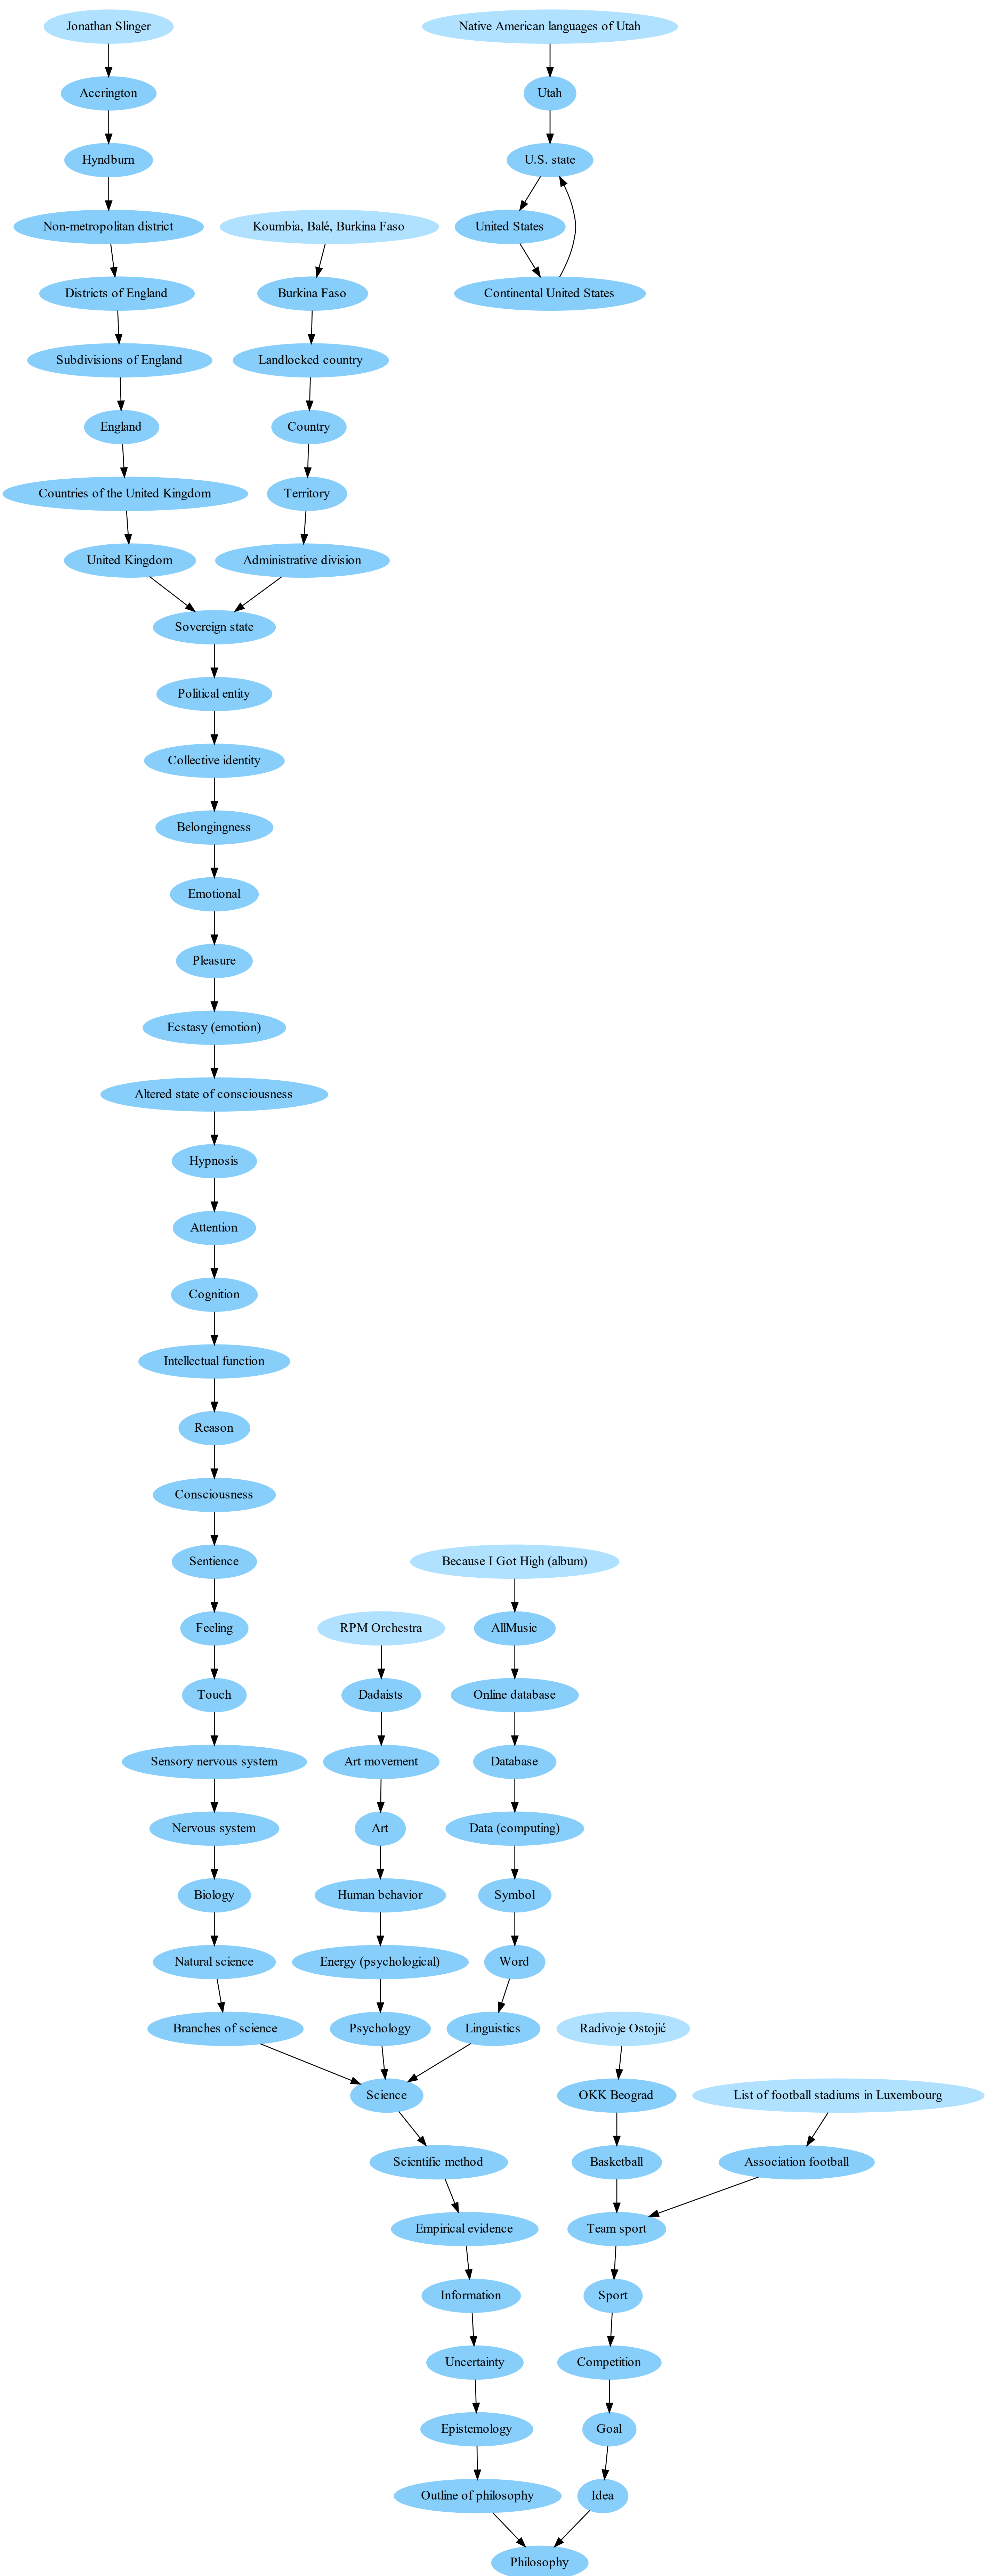 Jonathan Slinger
Native American languages of Utah
Accrington
Utah
Hyndburn
U.S. state
Non-metropolitan district
Koumbia, Balé, Burkina Faso
United States
Districts of England
Burkina Faso
Continental United States
Subdivisions of England
Landlocked country
England
Country
Countries of the United Kingdom
Territory
United Kingdom
Administrative division
Sovereign state
Political entity
Collective identity
Belongingness
Emotional
Pleasure
Ecstasy (emotion)
Altered state of consciousness
Hypnosis
Attention
Cognition
Intellectual function
Reason
Consciousness
Sentience
Because I Got High (album)
Feeling
RPM Orchestra
AllMusic
Touch
Dadaists
Online database
Sensory nervous system
Art movement
Database
Nervous system
Art
Data (computing)
Biology
Human behavior
Symbol
Natural science
Energy (psychological)
Word
Branches of science
Psychology
Linguistics
Radivoje Ostojić
Science
OKK Beograd
List of football stadiums in Luxembourg
Scientific method
Basketball
Association football
Empirical evidence
Team sport
Information
Sport
Uncertainty
Competition
Epistemology
Goal
Outline of philosophy
Idea
Philosophy